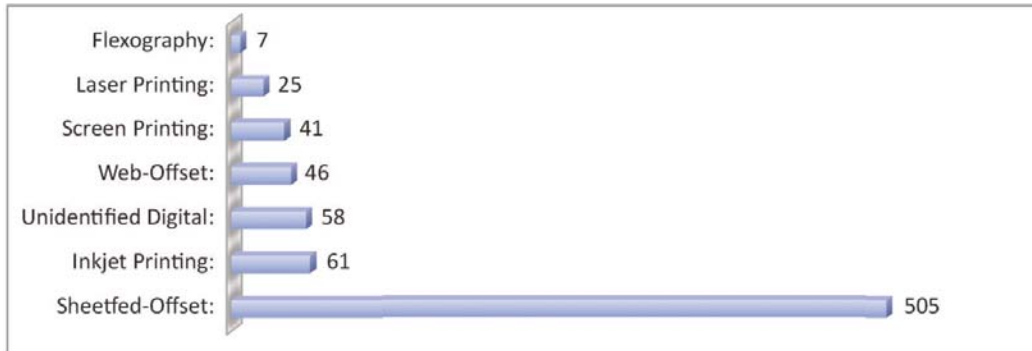 Flexography: 7
Laser Printing: 25
Screen Printing: 41
Web-Offset: 46
Unidentified Digital: 58
Inkjet Printing: 61
Sheetfed-Offset: 505